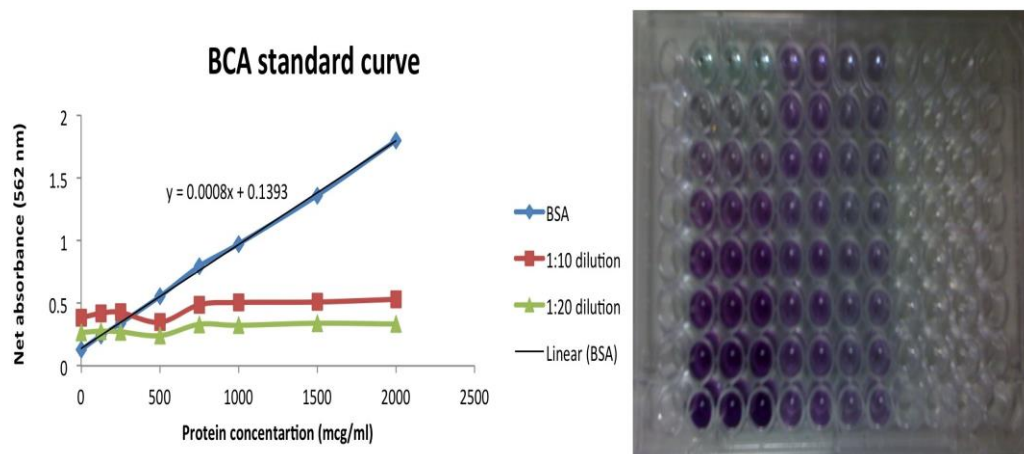 BCA standard curve
Net absorbance (562 nm)
2
1.5
1
0.5
0
y = 0.0008x + 0.1393
0 500 1000 1500 2000 2500
Protein concentartion (mcg/ml)
BSA
1:10 dilution
1:20 dilution
Linear (BSA)